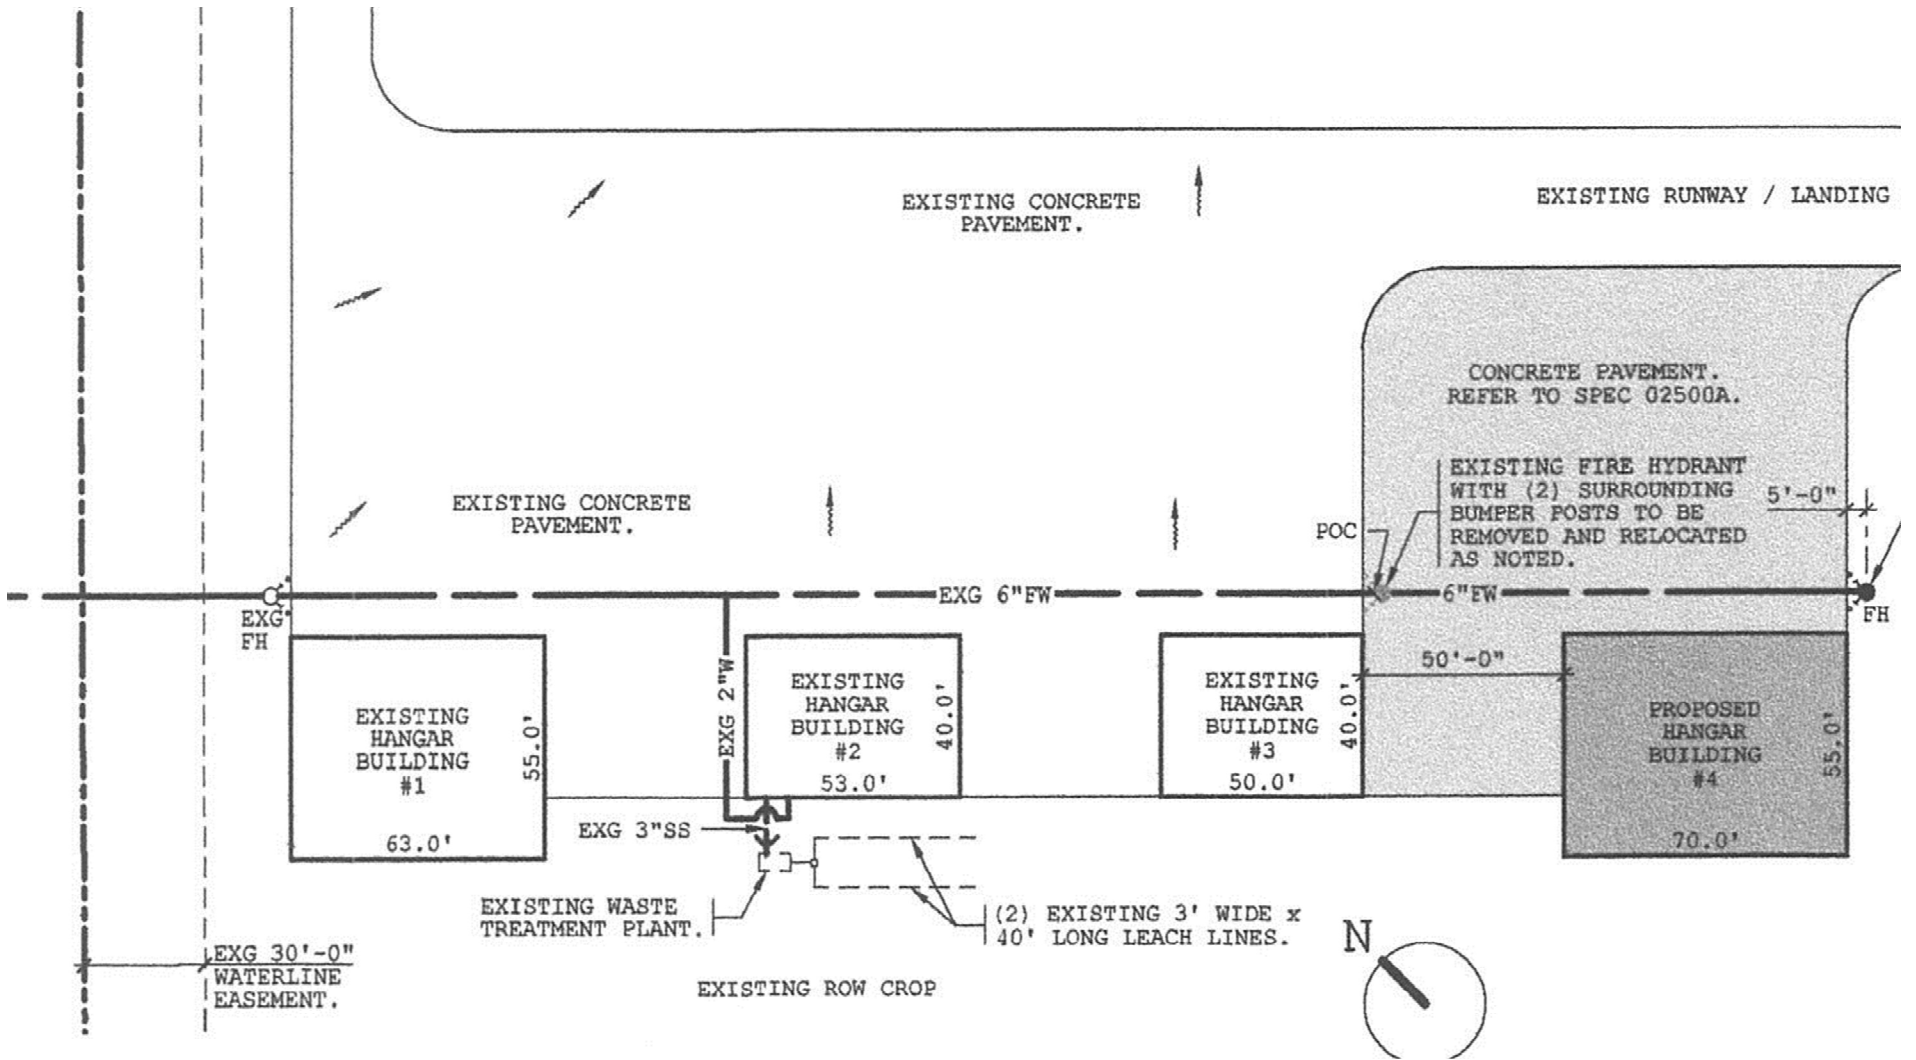 EXISTING CONCRETE
PAVEMENT.
EXISTING RUNWAY / LANDING
CONCRETE PAVEMENT.
REFER TO SPEC 02500A.
EXISTING FIRE HYDRANT
WITH (2) SURROUNDING
BUMPER POSTS TO BE
REMOVED AND RELOCATED
AS NOTED.
5'-0"
POC
EXISTING CONCRETE
PAVEMENT.
EXG
FH
EXG 6"FW
6"FW
FH
EXISTING
HANGAR
BUILDING
#1
55.0'
63.0'
EXG 2"W
EXISTING
HANGAR
BUILDING
#2
40.0'
53.0'
EXISTING
HANGAR
BUILDING
#3
40.0'
50.0'
50'-0"
PROPOSED
HANGAR
BUILDING
#4
55.0'
70.0'
EXG 3"SS
EXISTING WASTE
TREATMENT PLANT.
(2) EXISTING 3' WIDE x
40' LONG LEACH LINES.
EXG 30'-0"
WATERLINE
EASEMENT.
EXISTING ROW CROP
N